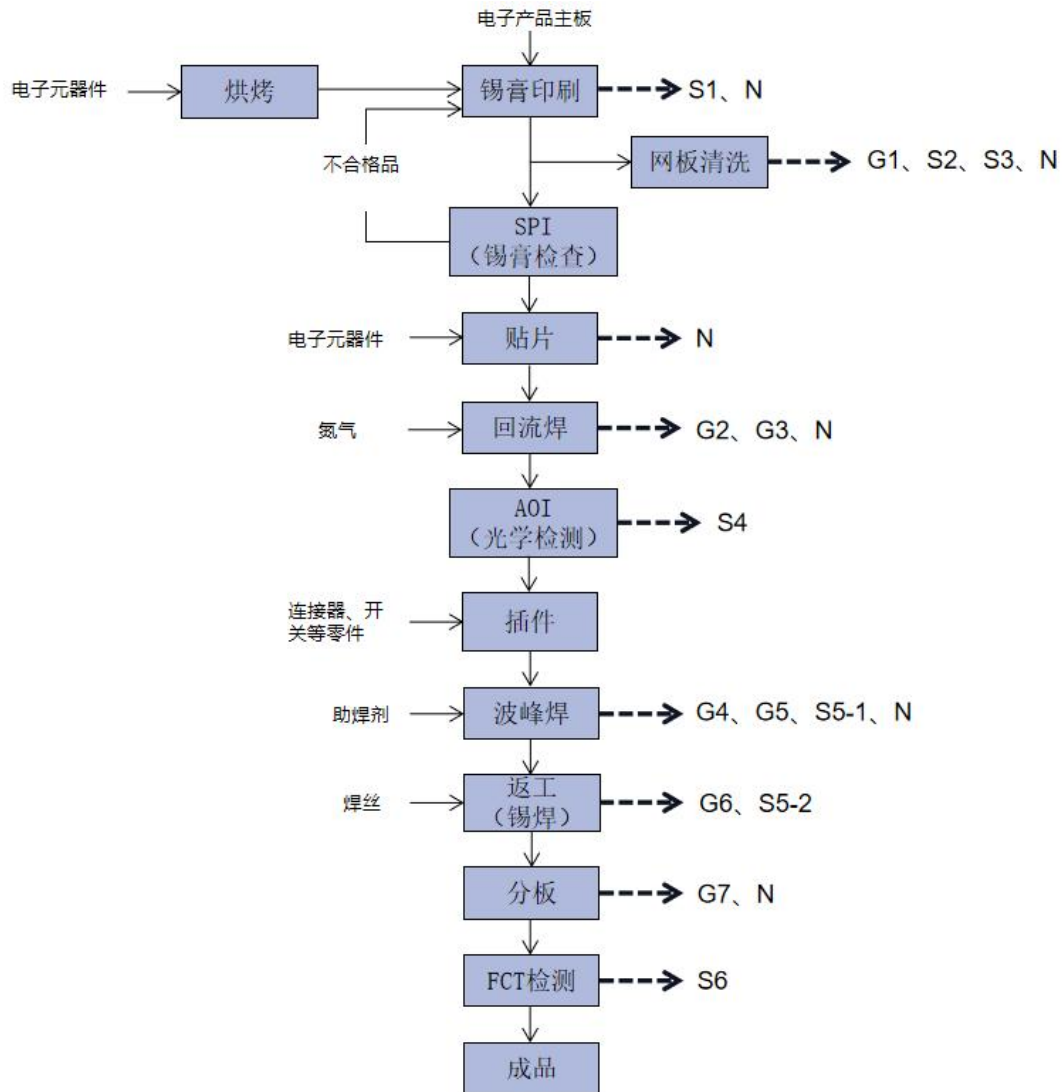 电子产品主板
电子元器件
烘烤
锡膏印刷
S1、N
不合格品
网板清洗
G1、S2、S3、N
SPI
（锡膏检查）
电子元器件
贴片
N
氮气
回流焊
G2、G3、N
AOI
（光学检测）
S4
连接器、开
关等零件
插件
助焊剂
波峰焊
G4、G5、S5-1、N
焊丝
返工
（锡焊）
G6、S5-2
分板
G7、N
FCT检测
S6
成品